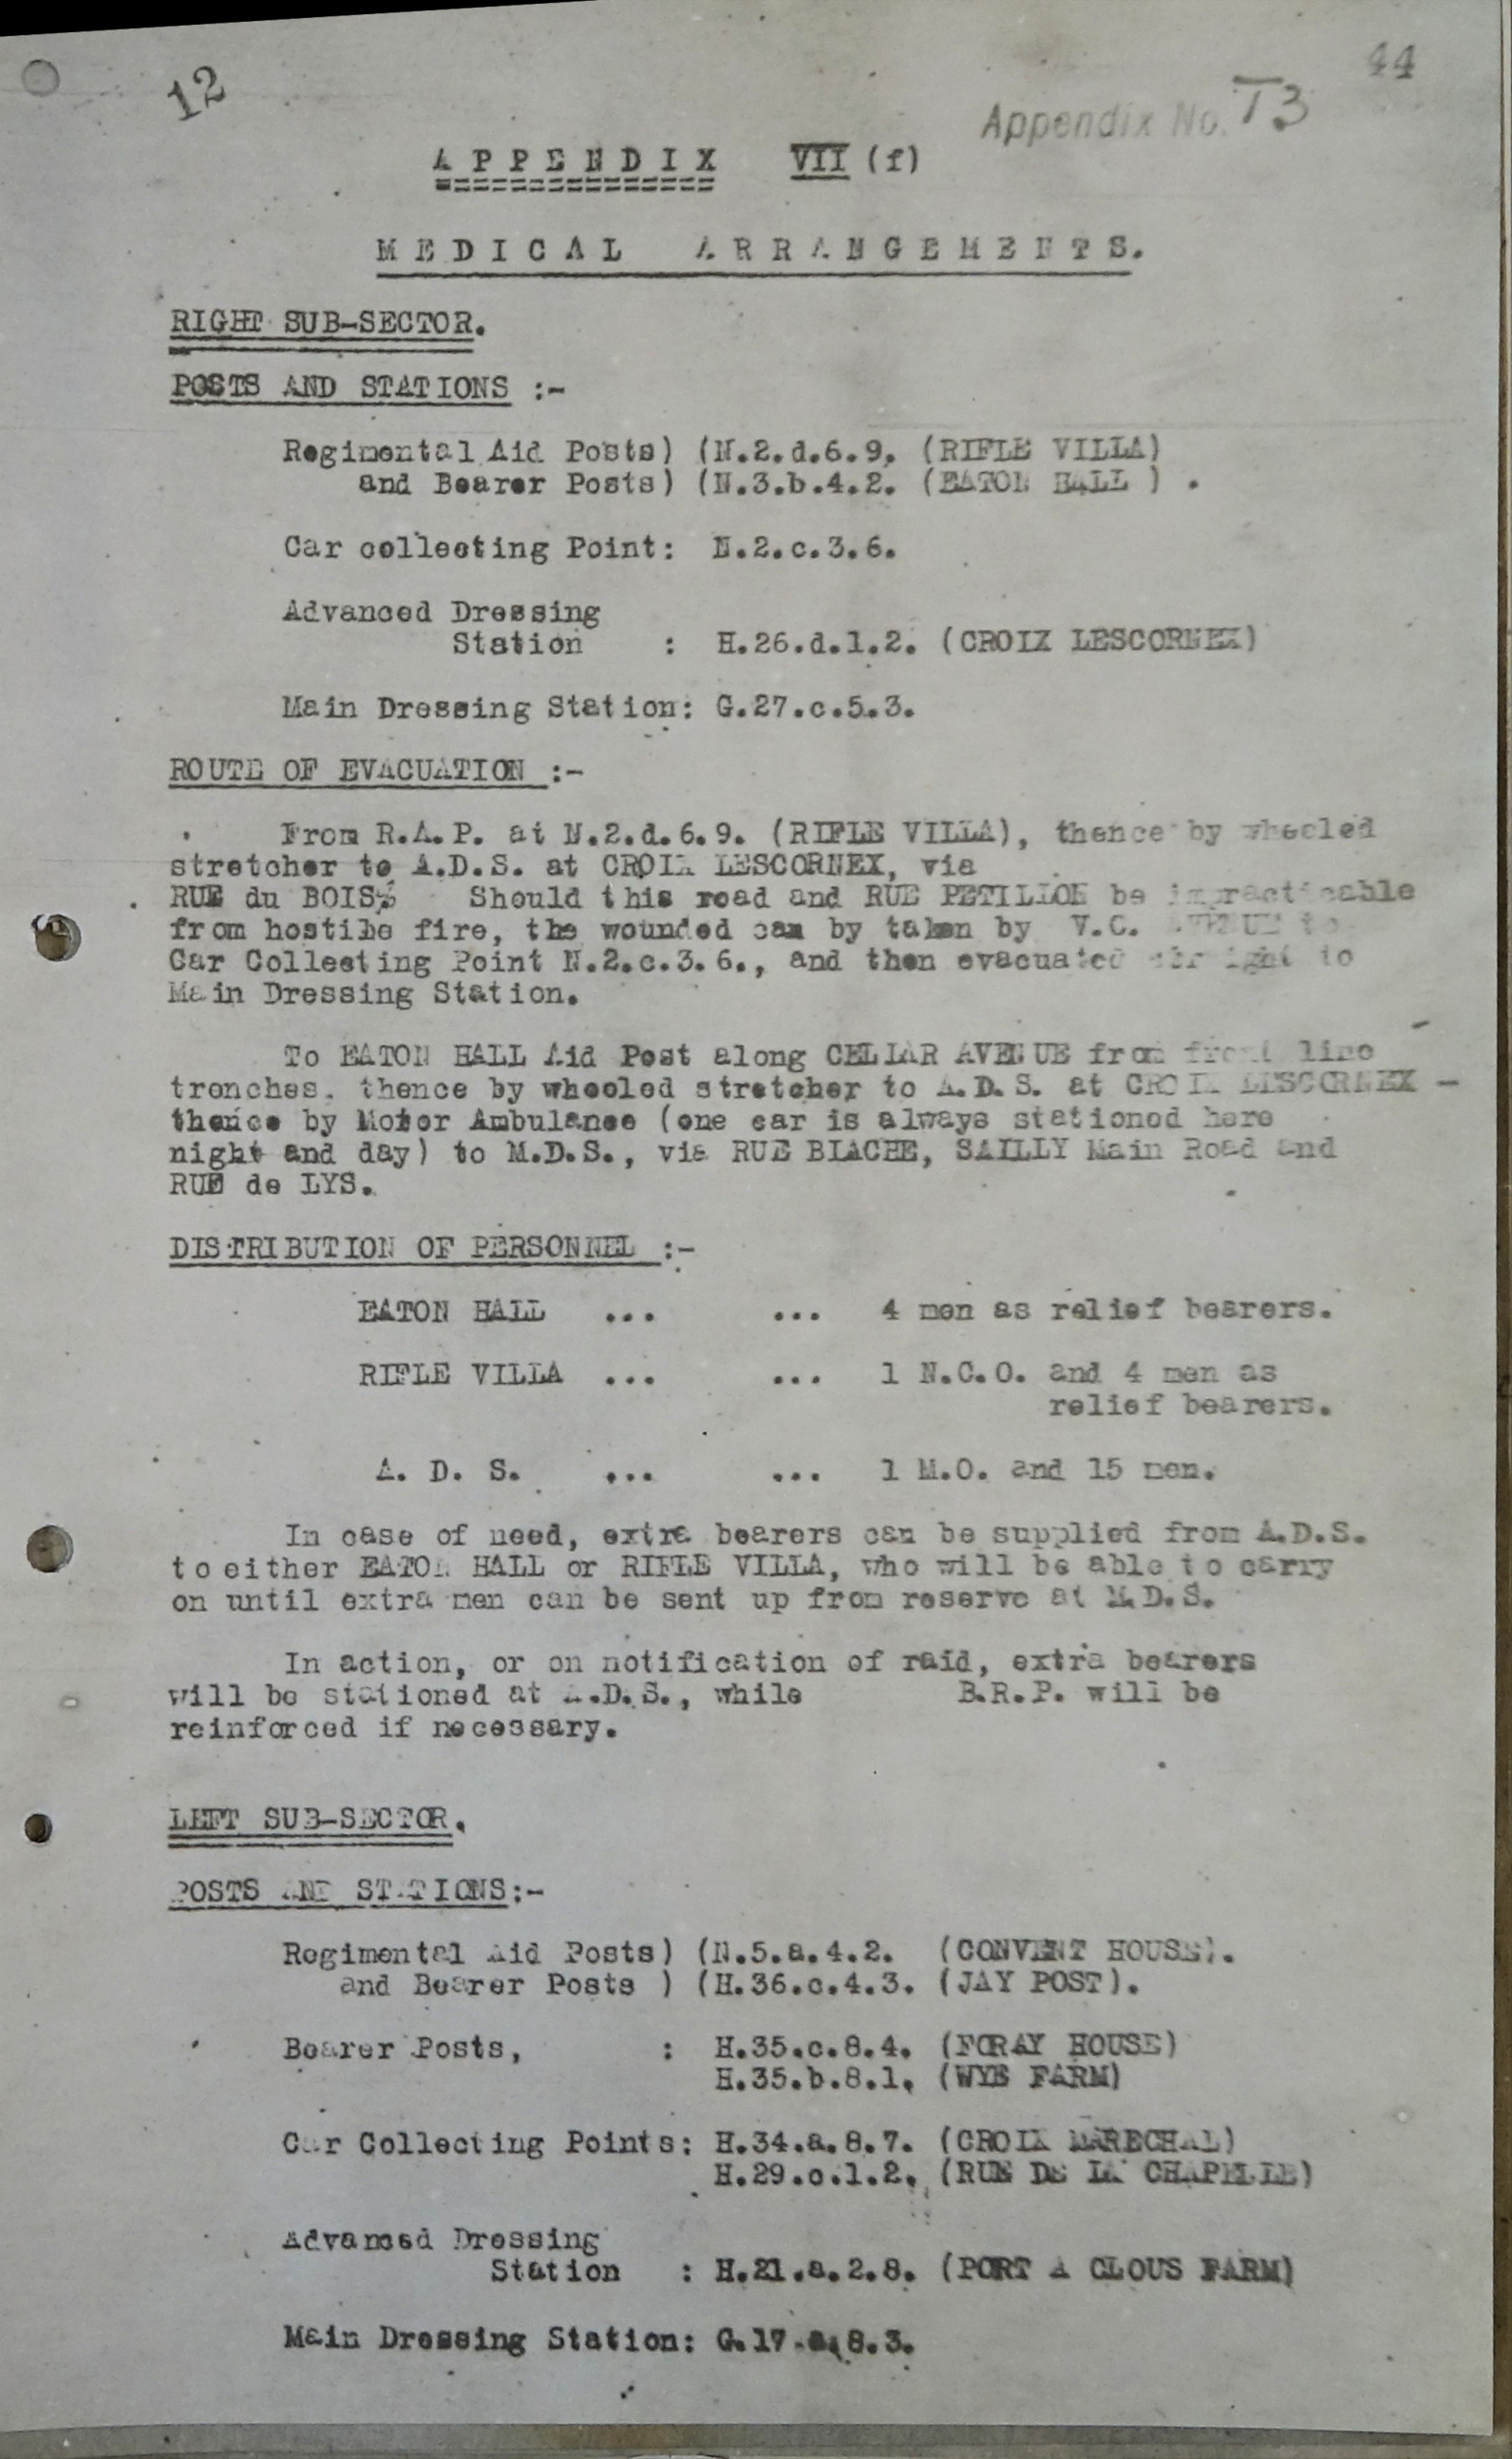 44
12
Appendix No. T3
APPENDIX VII (f)
MEDICAL ARRANGEMENTS.
RIGHT SUB-SECTOR.
POSTS AND STATIONS :-
Regimental Aid Posts) (N.2.d.6.9. (RIFLE VILLA)
and Bearer Posts) (N.3.b.4.2. (EATON HALL ) .
Car collecting Point: N.2.c.3.6.
Advanced Dressing
Station : H.26.d.1.2. (CROIX LESCORNEX)
Main Dressing Station: G.27.c.5.3.
ROUTE OF EVACUATION :-
From R.A.P. at N.2.d.6.9. (RIFLE VILLA), thence by wheeled
stretcher to A.D.S. at CROIX LESCORNEX, via
RUE du BOIS. Should this road and RUE PETILLON be impracticable
from hostile fire, the wounded can by taken by V.C. AVENUE to
Car Collecting Point N.2.c.3.6., and then evacuated straight to
Main Dressing Station.
To EATON HALL Aid Post along CELLAR AVENUE from front line
trenches, thence by wheeled stretcher to A.D.S. at CROIX LESCORNEX -
thence by Motor Ambulance (one car is always stationed here
night and day) to M.D.S., via RUE BIACHE, SAILLY Main Road and
RUE de LYS.
DISTRIBUTION OF PERSONNEL :-
EATON HALL ... ... 4 men as relief bearers.
RIFLE VILLA ... ... 1 N.C.O. and 4 men as
relief bearers.
A. D. S. ... ... 1 M.O. and 15 men.
In case of need, extra bearers can be supplied from A.D.S.
to either EATON HALL or RIFLE VILLA, who will be able to carry
on until extra men can be sent up from reserve at M.D.S.
In action, or on notification of raid, extra bearers
will be stationed at A.D.S., while B.R.P. will be
reinforced if necessary.
LEFT SUB-SECTOR.
POSTS AND STATIONS:-
Regimental Aid Posts) (N.5.a.4.2. (CONVENT HOUSE).
and Bearer Posts ) (H.36.c.4.3. (JAY POST).
Bearer Posts, : H.35.c.8.4. (FORAY HOUSE)
H.35.b.8.1. (WYE FARM)
Car Collecting Points: H.34.a.8.7. (CROIX MARECHAL)
H.29.c.1.2. (RUE DE LA CHAPELLE)
Advanced Dressing
Station : H.21.a.2.8. (PORT A CLOUS FARM)
Main Dressing Station: G.17.a.8.3.